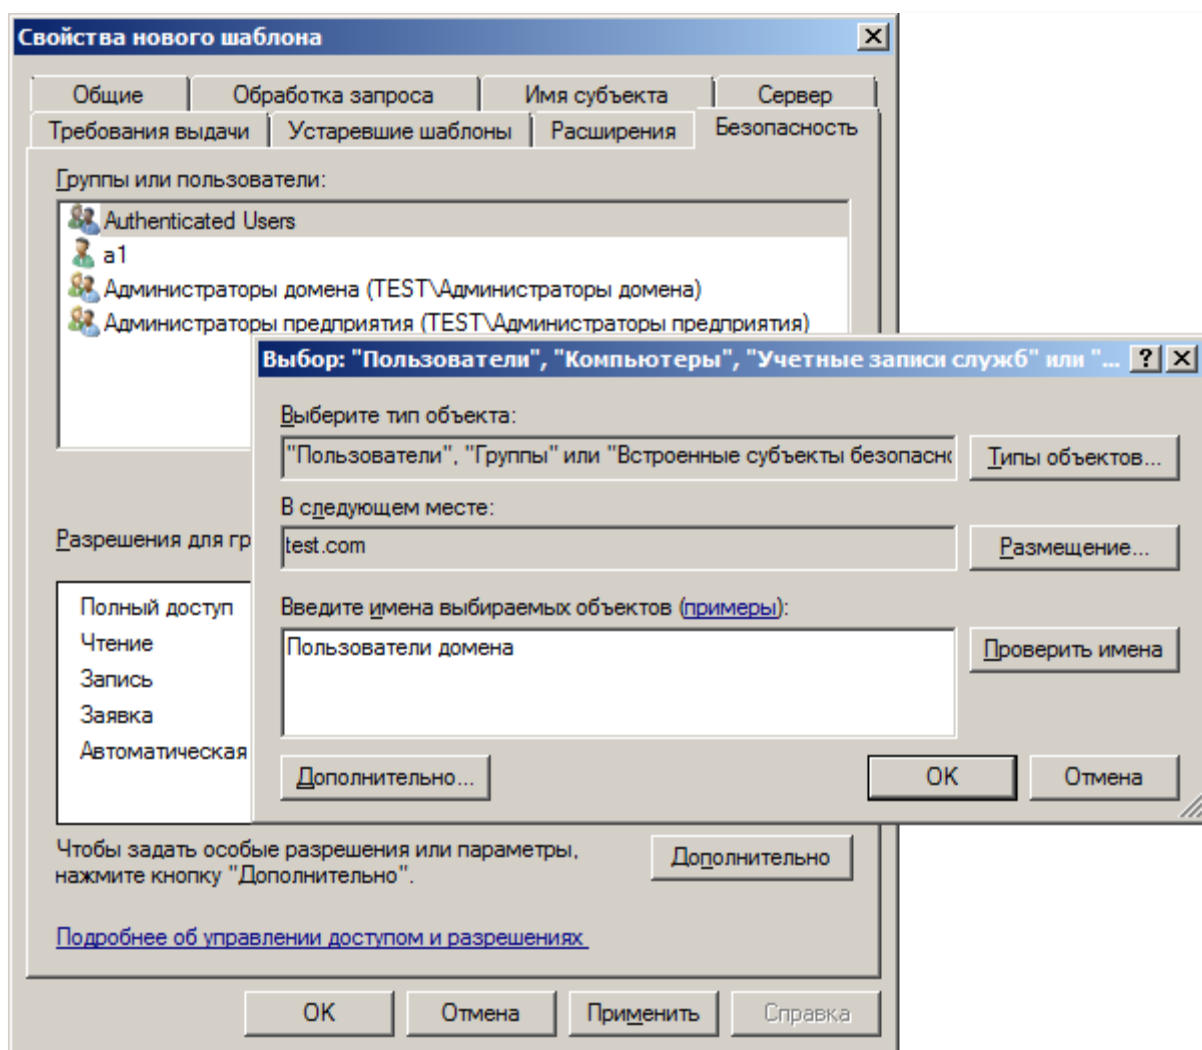 Свойства нового шаблона
Общие Обработка запроса Имя субъекта Сервер
Требования выдачи Устаревшие шаблоны Расширения Безопасность
Группы или пользователи:
Authenticated Users
a1
Администраторы домена (TEST\Администраторы домена)
Администраторы предприятия (TEST\Администраторы предприятия)
Выбор: "Пользователи", "Компьютеры", "Учетные записи служб" или "...
Выберите тип объекта:
"Пользователи", "Группы" или "Встроенные субъекты безопасно
Типы объектов...
В следующем месте:
test.com
Размещение...
Введите имена выбираемых объектов (примеры):
Пользователи домена
Проверить имена
Дополнительно...
OK
Отмена
Разрешения для гр
Полный доступ
Чтение
Запись
Заявка
Автоматическая
Чтобы задать особые разрешения или параметры,
нажмите кнопку "Дополнительно".
Дополнительно
Подробнее об управлении доступом и разрешениях
OK Отмена Применить Справка